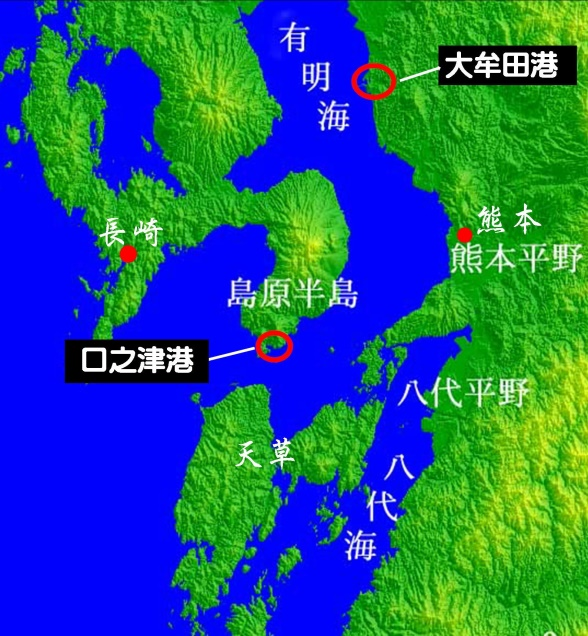 有明海
大牟田港
長崎
熊本
熊本平野
島原半島
口之津港
八代平野
天草
八代海